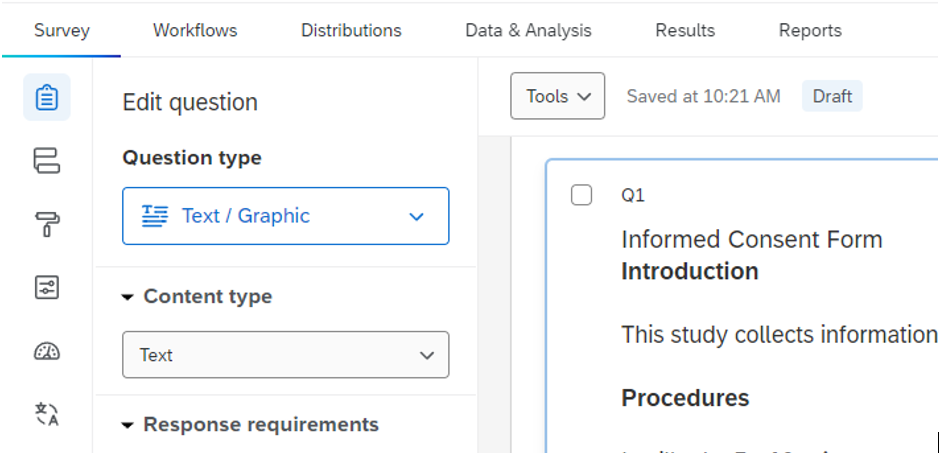 Survey Workflows Distributions Data & Analysis Results Reports
Edit question
Question type
Text / Graphic
Content type
Text
Response requirements
Tools Saved at 10:21 AM Draft
Q1
Informed Consent Form
Introduction
This study collects information
Procedures